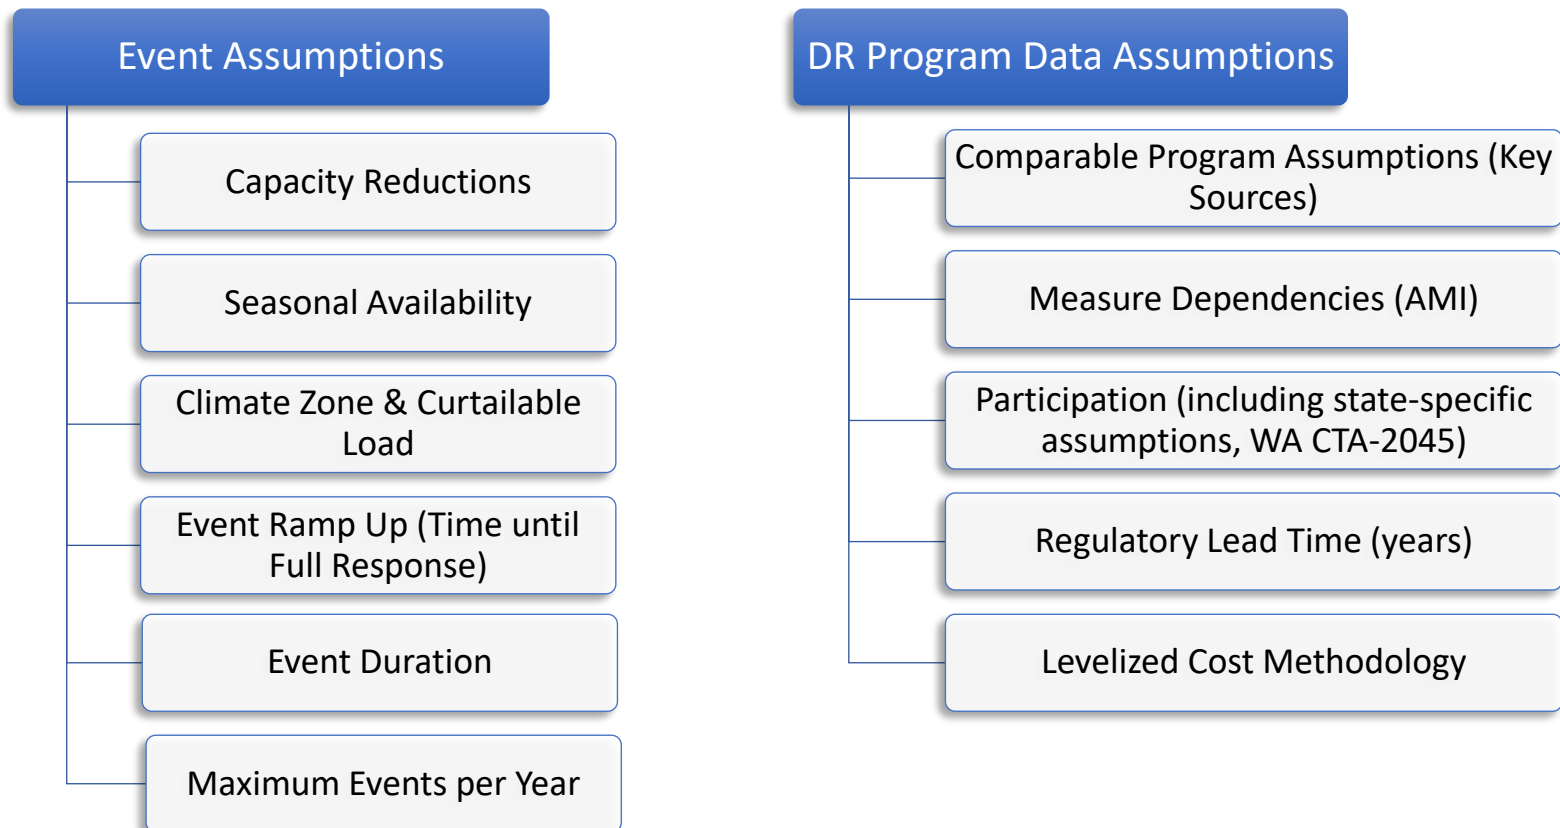 Event Assumptions
Capacity Reductions
Seasonal Availability
Climate Zone & Curtailable
Load
Event Ramp Up (Time until
Full Response)
Event Duration
Maximum Events per Year
DR Program Data Assumptions
Comparable Program Assumptions (Key
Sources)
Measure Dependencies (AMI)
Participation (including state-specific
assumptions, WA CTA-2045)
Regulatory Lead Time (years)
Levelized Cost Methodology